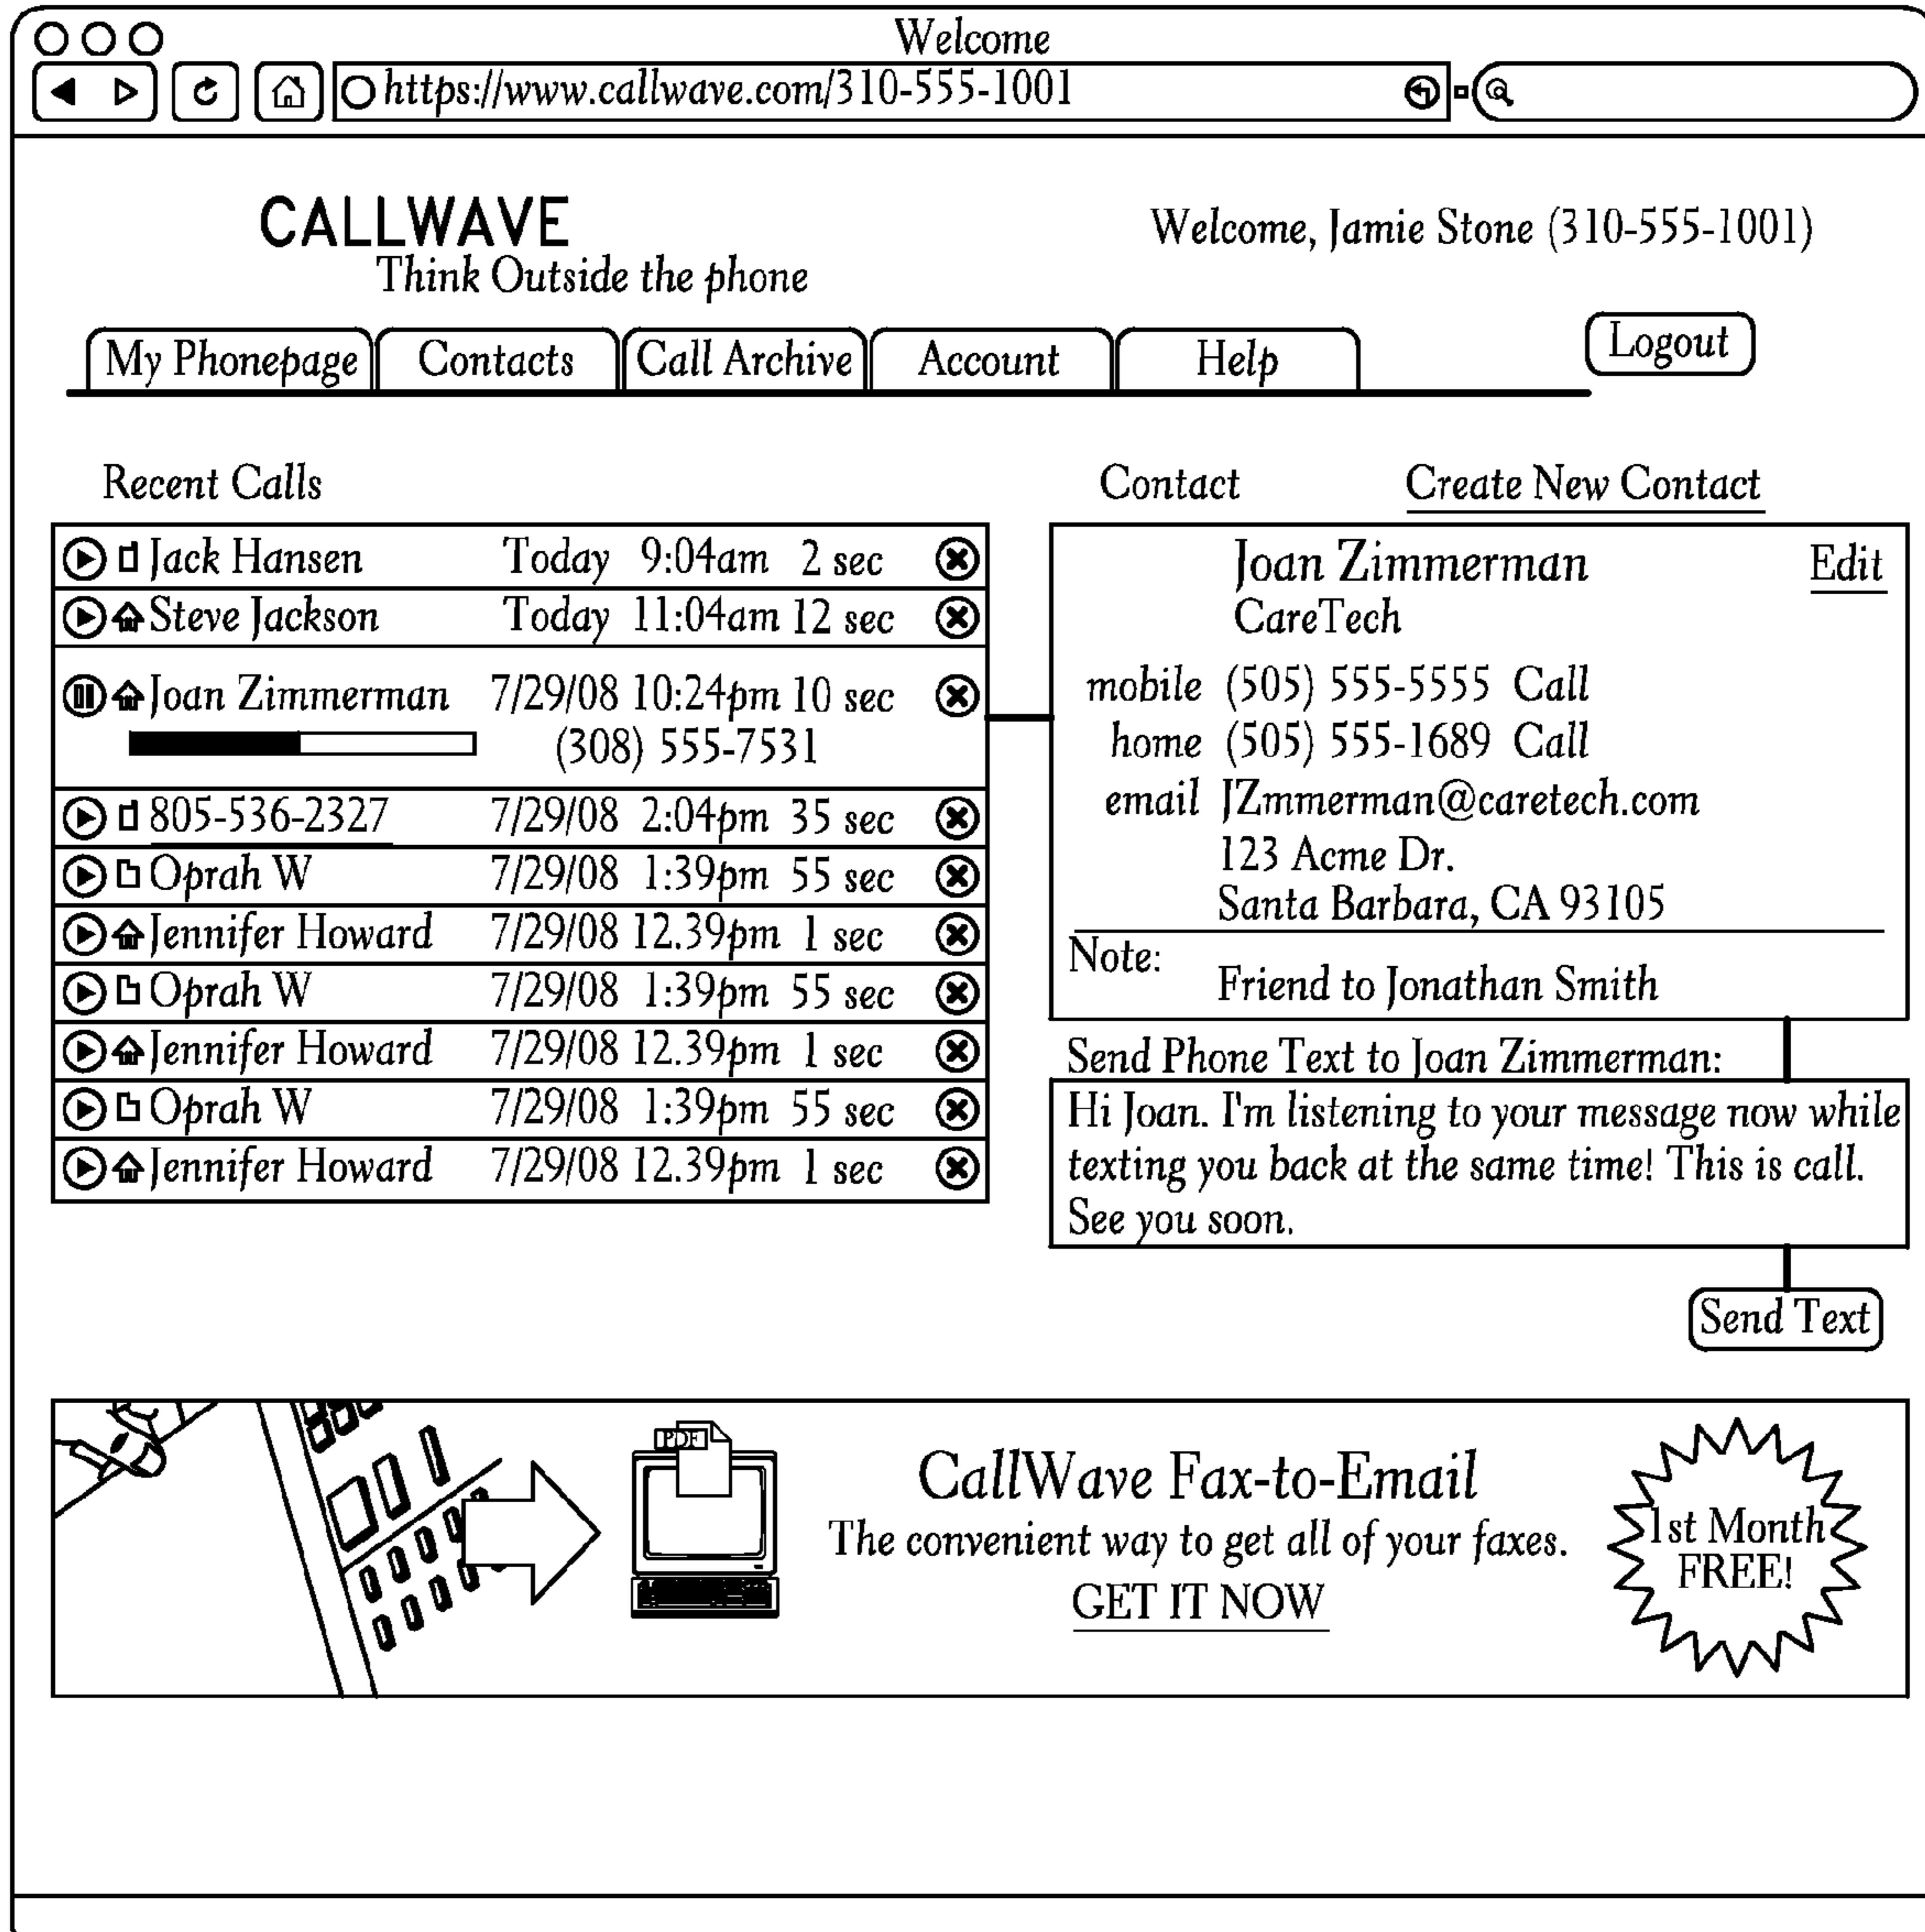 Welcome
https://www.callwave.com/310-555-1001
CALLWAVE
Think Outside the phone
Welcome, Jamie Stone (310-555-1001)
My Phonepage Contacts Call Archive Account Help Logout
Recent Calls
Jack Hansen Today 9:04am 2 sec
Steve Jackson Today 11:04am 12 sec
Joan Zimmerman 7/29/08 10:24pm 10 sec
(308) 555-7531
805-536-2327 7/29/08 2:04pm 35 sec
Oprah W 7/29/08 1:39pm 55 sec
Jennifer Howard 7/29/08 12.39pm 1 sec
Oprah W 7/29/08 1:39pm 55 sec
Jennifer Howard 7/29/08 12.39pm 1 sec
Oprah W 7/29/08 1:39pm 55 sec
Jennifer Howard 7/29/08 12.39pm 1 sec
Contact Create New Contact
Joan Zimmerman Edit
CareTech
mobile (505) 555-5555 Call
home (505) 555-1689 Call
email JZmmerman@caretech.com
123 Acme Dr.
Santa Barbara, CA 93105
Note:
Friend to Jonathan Smith
Send Phone Text to Joan Zimmerman:
Hi Joan. I'm listening to your message now while
texting you back at the same time! This is call.
See you soon.
Send Text
PDF
CallWave Fax-to-Email
The convenient way to get all of your faxes.
GET IT NOW
1st Month
FREE!